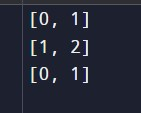 [0, 1]
[1, 2]
[0, 1]